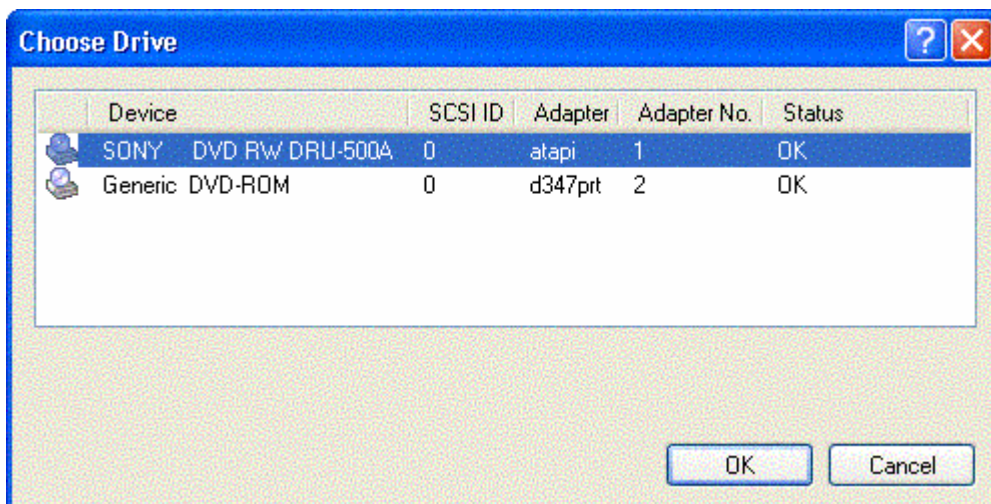 Choose Drive
Device SCSI ID Adapter Adapter No. Status
SONY DVD RW DRU-500A 0 atapi 1 OK
Generic DVD-ROM 0 d347prt 2 OK
OK Cancel